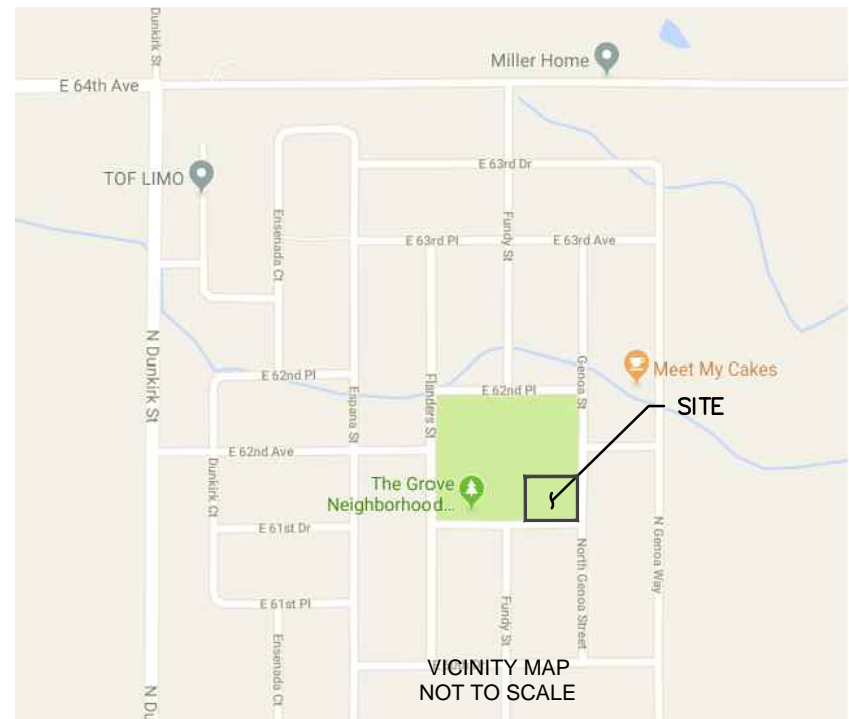 Dunkirk St
Miller Home
E 64th Ave
TOF LIMO
E 63rd Dr
Ensenada Ct
Fundy St
E 63rd Pl
E 63rd Ave
N Dunkirk St
E 62nd Pl
Espana St
Flanders St
E 62nd Pl
Genoa St
Meet My Cakes
SITE
E 62nd Ave
Dunkirk Ct
The Grove
Neighborhood...
E 61st Dr
N Genoa Way
North Genoa Street
E 61st Pl
Fundy St
Ensenada Ct
VICINITY MAP
NOT TO SCALE
N Du